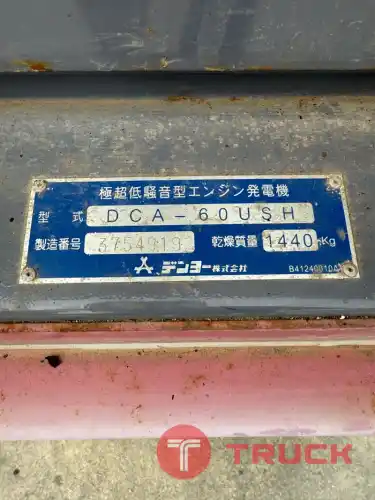 極超低騒音型エンジン発電機
型 式 DCA-60USH
製造番号 3754919 乾燥質量 1440 Kg
デンヨー株式会社
TRUCK